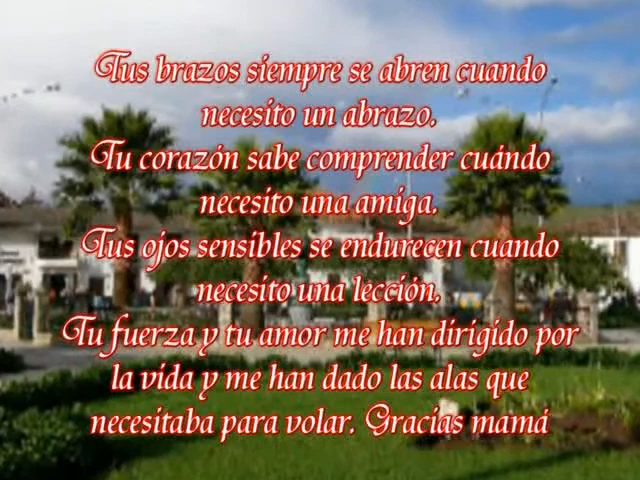 Tus brazos siempre se abren cuando
necesito un abrazo.
Tu corazón sabe comprender cuándo
necesito una amiga.
Tus ojos sensibles se endurecen cuando
necesito una lección.
Tu fuerza y tu amor me han dirigido por
la vida y me han dado las alas que
necesitaba para volar. Gracias mamá